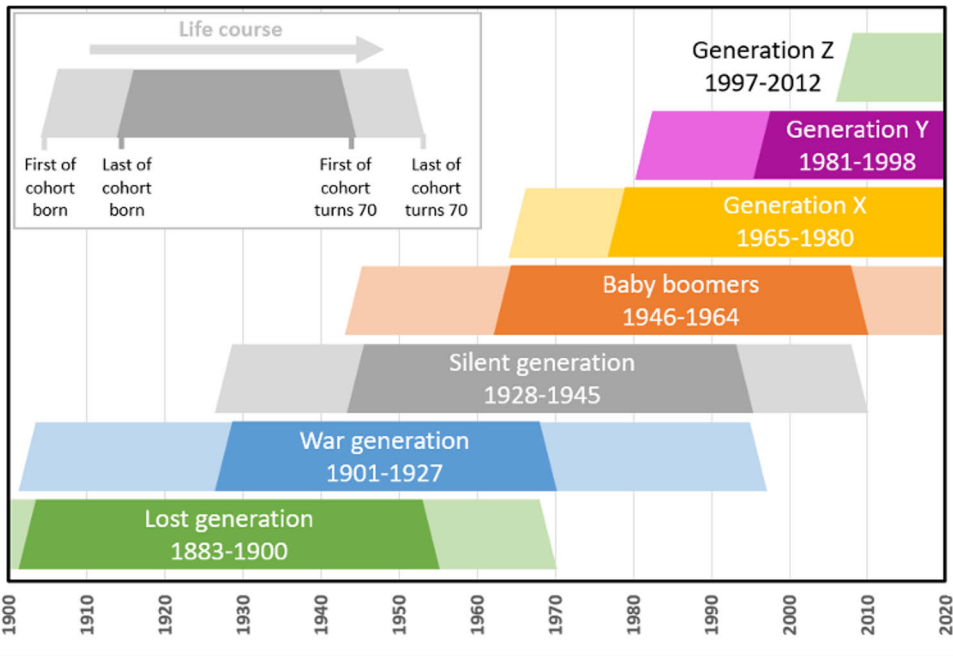 Life course
First of
cohort
born
Last of
cohort
born
First of
cohort
turns 70
Last of
cohort
turns 70
Generation Z
1997-2012
Generation Y
1981-1998
Generation X
1965-1980
Baby boomers
1946-1964
Silent generation
1928-1945
War generation
1901-1927
Lost generation
1883-1900
1900
1910
1920
1930
1940
1950
1960
1970
1980
1990
2000
2010
2020